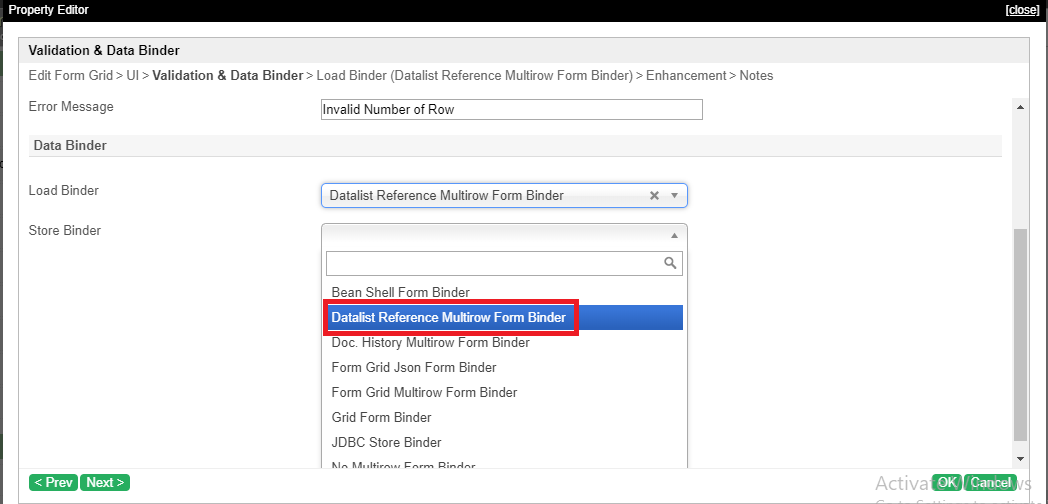 Property Editor
[close]
Validation & Data Binder
Edit Form Grid > UI > Validation & Data Binder > Load Binder (Datalist Reference Multirow Form Binder) > Enhancement > Notes
Error Message
Invalid Number of Row
Data Binder
Load Binder
Datalist Reference Multirow Form Binder
Store Binder
Bean Shell Form Binder
Datalist Reference Multirow Form Binder
Doc. History Multirow Form Binder
Form Grid Json Form Binder
Form Grid Multirow Form Binder
Grid Form Binder
JDBC Store Binder
No Multirow Form Binder
< Prev
Next >
OK
Cancel
Activate Windows